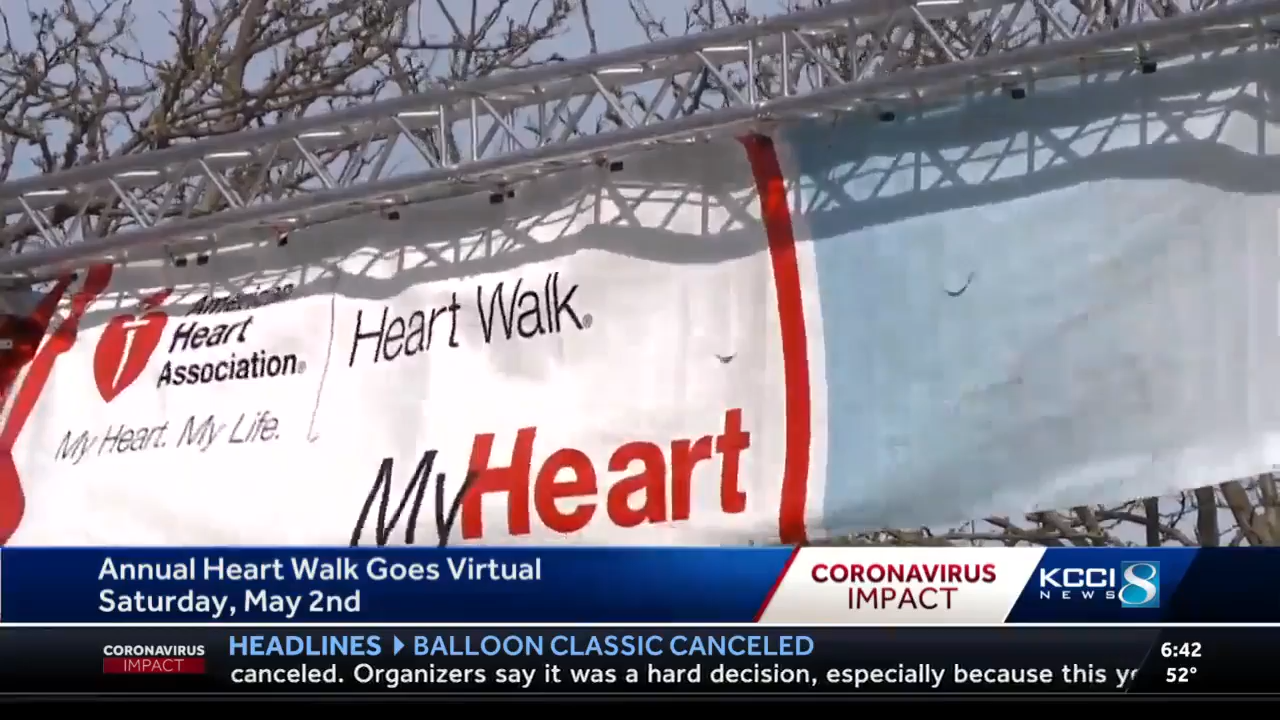 American
Heart
Association®
My Heart. My Life.
Heart Walk®
MyHeart
Annual Heart Walk Goes Virtual
Saturday, May 2nd
CORONAVIRUS
IMPACT
KCCI 8
NEWS
CORONAVIRUS
IMPACT
HEADLINES BALLOON CLASSIC CANCELED
canceled. Organizers say it was a hard decision, especially because this
6:42
52°